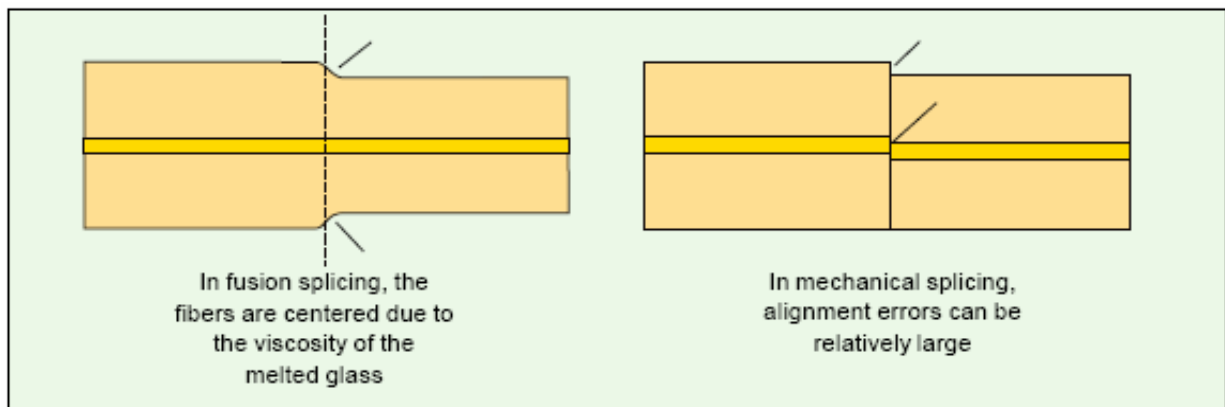 In fusion splicing, the
fibers are centered due to
the viscosity of the
melted glass
In mechanical splicing,
alignment errors can be
relatively large